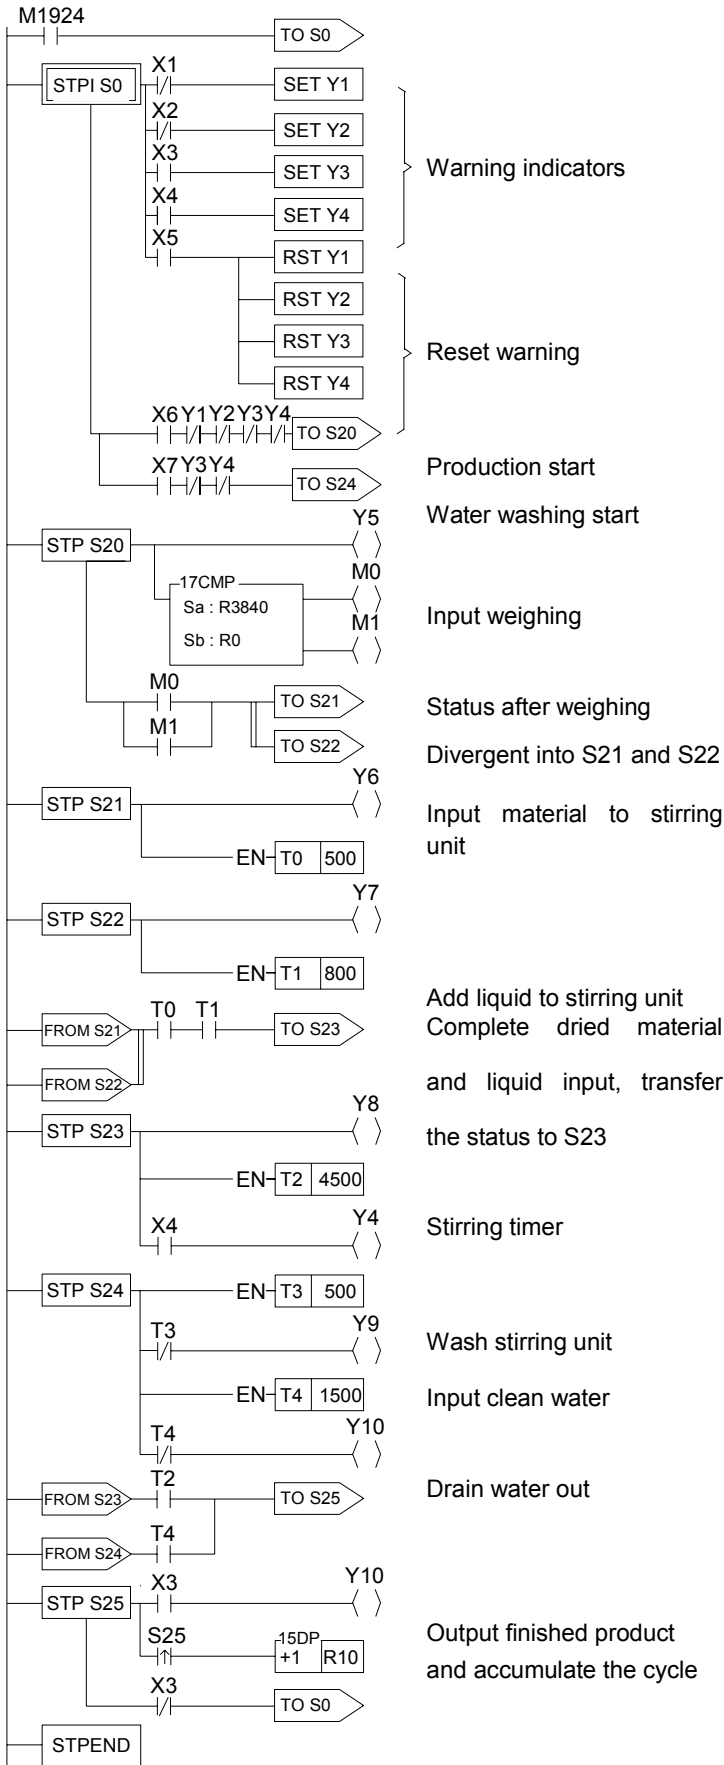 M1924
TO S0
STPI S0
X1
SET Y1
X2
SET Y2
X3
SET Y3
Warning indicators
X4
SET Y4
X5
RST Y1
RST Y2
RST Y3
Reset warning
RST Y4
X6 Y1 Y2 Y3 Y4
TO S20
X7 Y3 Y4
TO S24
Production start
Water washing start
Y5
STP S20
M0
17CMP
Sa : R3840
Input weighing
M1
Sb : R0
M0
TO S21
Status after weighing
M1
TO S22
Divergent into S21 and S22
Y6
STP S21
Input material to stirring
unit
EN T0 500
Y7
STP S22
EN T1 800
Add liquid to stirring unit
T0 T1
FROM S21
TO S23
Complete dried material
FROM S22
and liquid input, transfer
Y8
STP S23
the status to S23
EN T2 4500
X4
Y4
Stirring timer
STP S24
EN T3 500
T3
Y9
Wash stirring unit
EN T4 1500
Input clean water
T4
Y10
T2
FROM S23
TO S25
Drain water out
T4
FROM S24
X3
Y10
STP S25
S25
15DP
+1 R10
Output finished product
and accumulate the cycle
X3
TO S0
STPEND